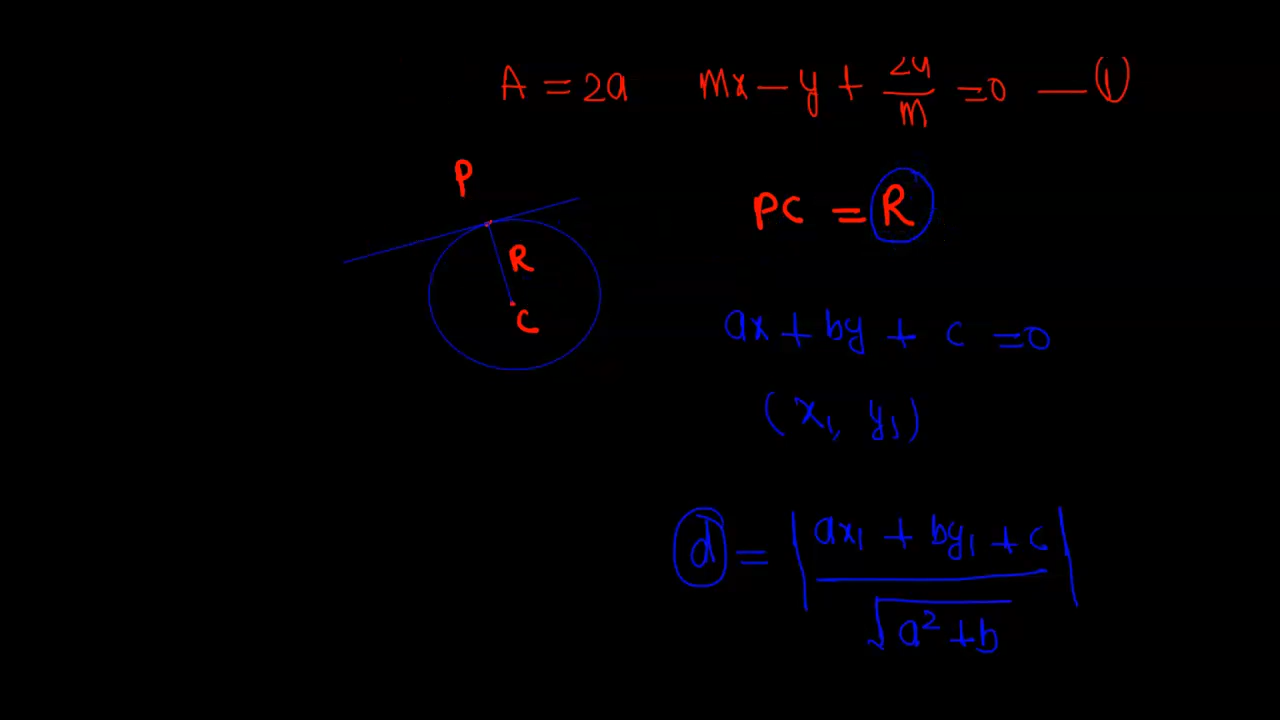 A = 2a mx - y + 2a/m = 0 — (1)
P
PC = R
R
C
ax + by + c = 0
(x₁, y₁)
d = | ax₁ + by₁ + c / √a² + b |